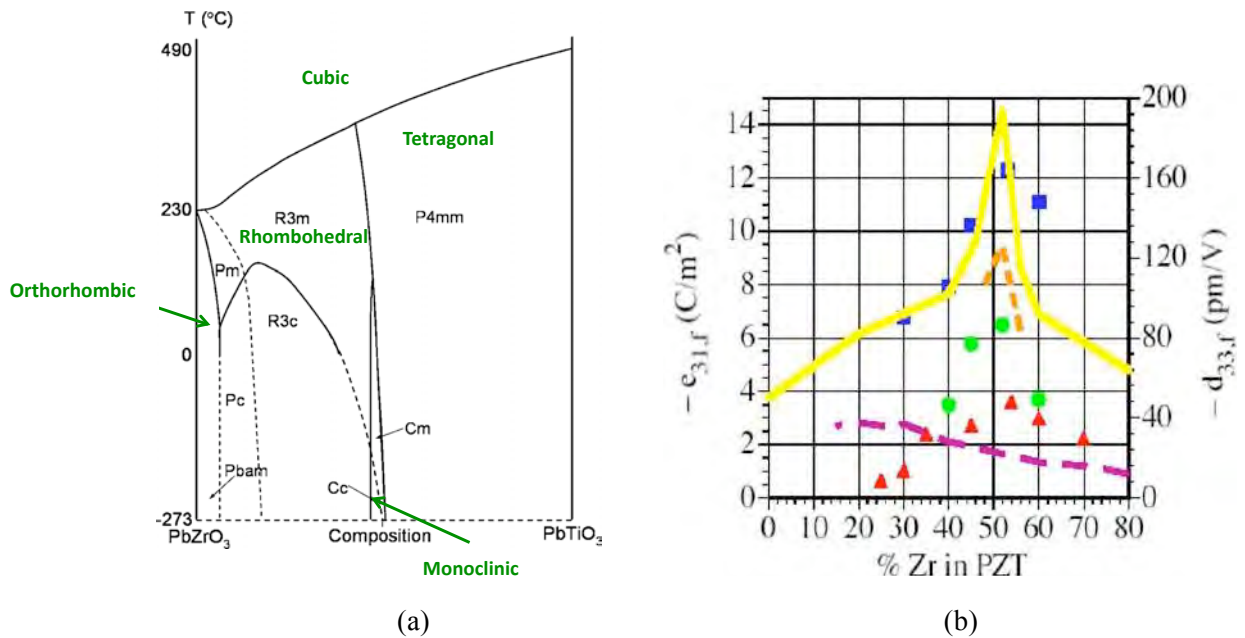 T (°C)
490
Cubic
Tetragonal
230
R3m
P4mm
Rhombohedral
Pm
Orthorhombic
R3c
0
Pc
Cm
Pbam
Cc
-273
PbZrO₃
Composition
PbTiO₃
Monoclinic
(a)
− e₃₁,f (C/m²)
14
12
10
8
6
4
2
0
200
160
120
80
40
0
− d₃₃,f (pm/V)
0 10 20 30 40 50 60 70 80
% Zr in PZT
(b)